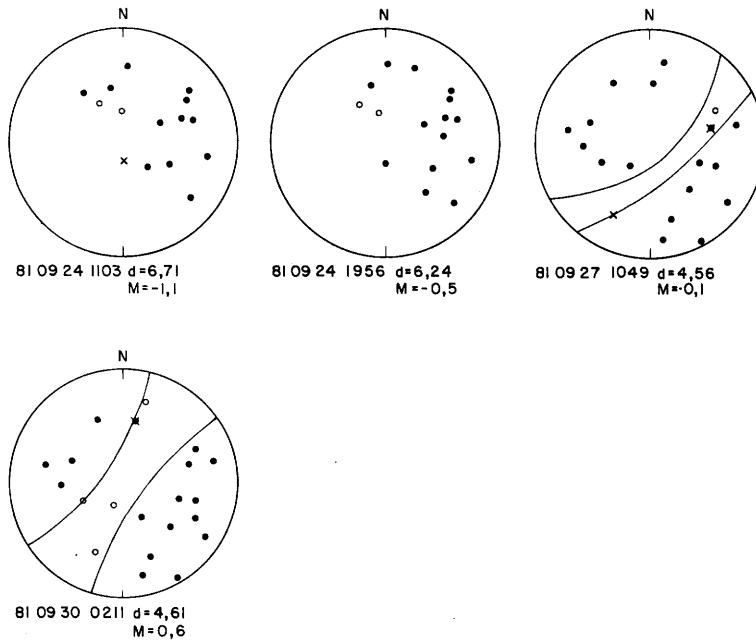 N
N
N
81 09 24 1103 d=6,71
M=-1,1
81 09 24 1956 d=6,24
M=-0,5
81 09 27 1049 d=4,56
M=-0,1
N
81 09 30 0211 d=4,61
M=0,6